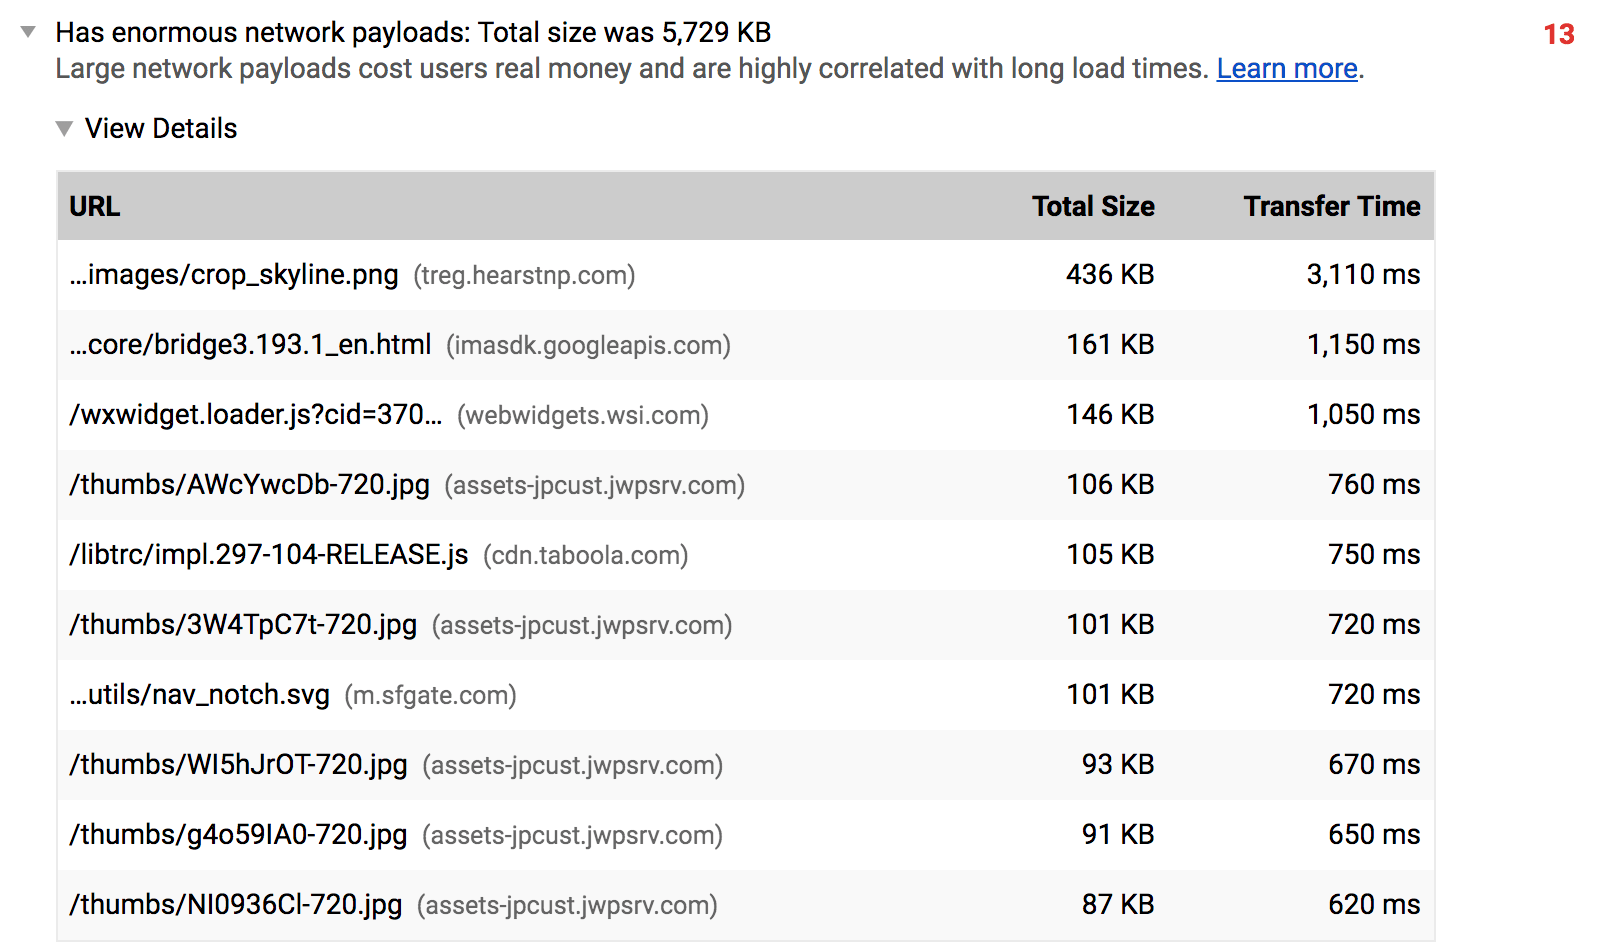 Has enormous network payloads: Total size was 5,729 KB 13
Large network payloads cost users real money and are highly correlated with long load times. Learn more.
View Details
URL Total Size Transfer Time
…images/crop_skyline.png (treg.hearstnp.com) 436 KB 3,110 ms
…core/bridge3.193.1_en.html (imasdk.googleapis.com) 161 KB 1,150 ms
/wxwidget.loader.js?cid=370… (webwidgets.wsi.com) 146 KB 1,050 ms
/thumbs/AWcYwcDb-720.jpg (assets-jpcust.jwpsrv.com) 106 KB 760 ms
/libtrc/impl.297-104-RELEASE.js (cdn.taboola.com) 105 KB 750 ms
/thumbs/3W4TpC7t-720.jpg (assets-jpcust.jwpsrv.com) 101 KB 720 ms
…utils/nav_notch.svg (m.sfgate.com) 101 KB 720 ms
/thumbs/WI5hJrOT-720.jpg (assets-jpcust.jwpsrv.com) 93 KB 670 ms
/thumbs/g4o59IA0-720.jpg (assets-jpcust.jwpsrv.com) 91 KB 650 ms
/thumbs/NI0936Cl-720.jpg (assets-jpcust.jwpsrv.com) 87 KB 620 ms